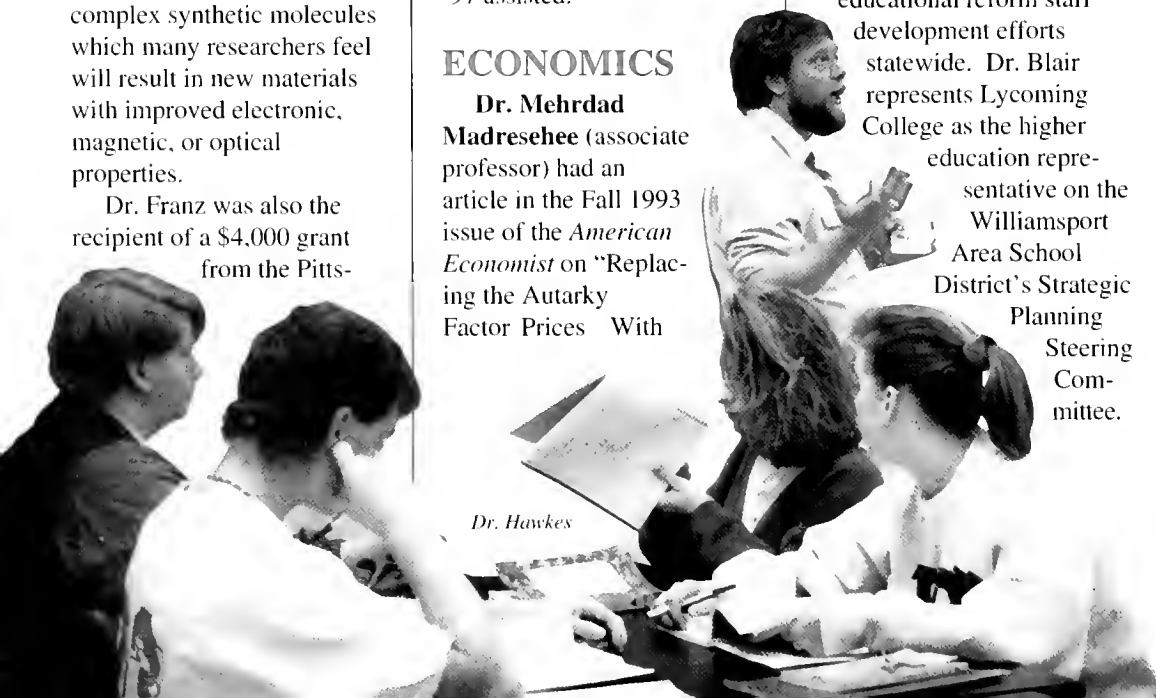 complex synthetic molecules
which many researchers feel
will result in new materials
with improved electronic,
magnetic, or optical
properties.
Dr. Franz was also the
recipient of a $4,000 grant
from the Pitts-
assisted.
ECONOMICS
Dr. Mehrdad
Madresehee (associate
professor) had an
article in the Fall 1993
issue of the American
Economist on "Replac-
ing the Autarky
Factor Prices With
Dr. Hawkes
educational reform staff
development efforts
statewide. Dr. Blair
represents Lycoming
College as the higher
education repre-
sentative on the
Williamsport
Area School
District's Strategic
Planning
Steering
Com-
mittee.